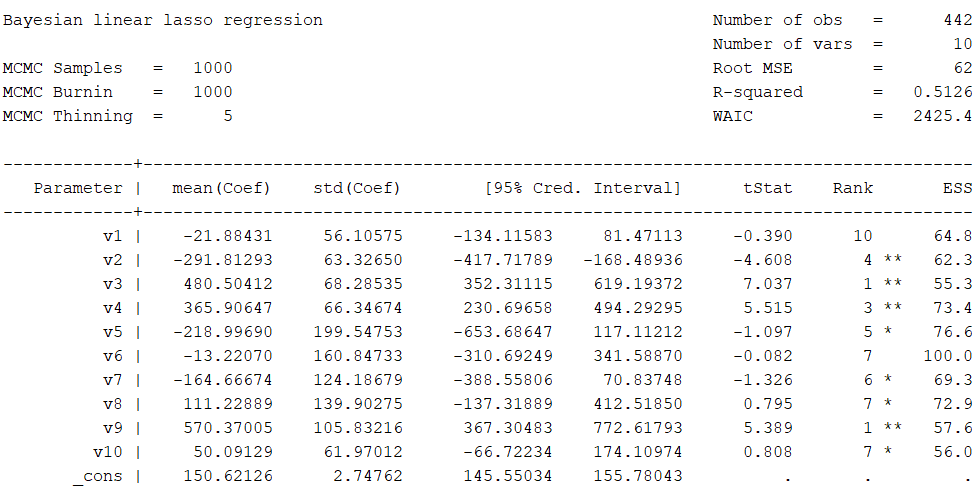 Bayesian linear lasso regression                                       Number of obs   =      442
                                                                       Number of vars  =       10
MCMC Samples   =   1000                                                Root MSE        =       62
MCMC Burnin    =   1000                                                R-squared       =   0.5126
MCMC Thinning  =      5                                                WAIC            =   2425.4
-------------+-----------------------------------------------------------------------------------
   Parameter |   mean(Coef)    std(Coef)        [95% Cred. Interval]      tStat    Rank       ESS
-------------+-----------------------------------------------------------------------------------
          v1 |    -21.88431     56.10575     -134.11583     81.47113     -0.390      10      64.8
          v2 |   -291.81293     63.32650     -417.71789   -168.48936     -4.608       4 **   62.3
          v3 |    480.50412     68.28535      352.31115    619.19372      7.037       1 **   55.3
          v4 |    365.90647     66.34674      230.69658    494.29295      5.515       3 **   73.4
          v5 |   -218.99690    199.54753     -653.68647    117.11212     -1.097       5 *    76.6
          v6 |    -13.22070    160.84733     -310.69249    341.58870     -0.082       7     100.0
          v7 |   -164.66674    124.18679     -388.55806     70.83748     -1.326       6 *    69.3
          v8 |    111.22889    139.90275     -137.31889    412.51850      0.795       7 *    72.9
          v9 |    570.37005    105.83216      367.30483    772.61793      5.389       1 **   57.6
         v10 |     50.09129     61.97012      -66.72234    174.10974      0.808       7 *    56.0
       _cons |    150.62126      2.74762      145.55034    155.78043          .       .         .